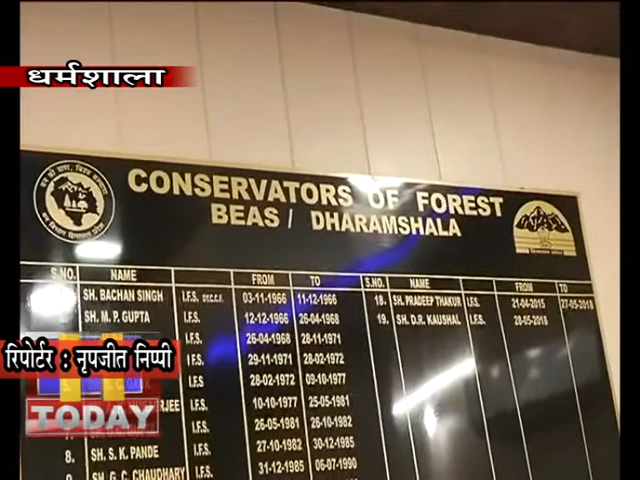 धर्मशाला
CONSERVATORS OF FOREST
BEAS / DHARAMSHALA
S.NO. NAME FROM TO S.NO. NAME FROM TO
SH. BACHAN SINGH I.F.S. 03-11-1966 11-12-1966 18. SH. PRADEEP THAKUR I.F.S. 21-04-2015 27-05-2018
SH. M. P. GUPTA I.F.S. 12-12-1966 26-04-1968 19. SH. D.R. KAUSHAL I.F.S. 28-05-2018
I.F.S. 26-04-1968 28-11-1971
रिपोर्टर : नृपजीत निप्पी
I.F.S. 29-11-1971 28-02-1972
I.F.S 28-02-1972 09-10-1977
I.F.S. 10-10-1977 25-05-1981
TODAY
I.F.S. 26-05-1981 26-10-1982
8. SH. S. K. PANDE I.F.S. 27-10-1982 30-12-1985
SH. G. C. CHAUDHARY I.F.S. 31-12-1985 06-07-1990